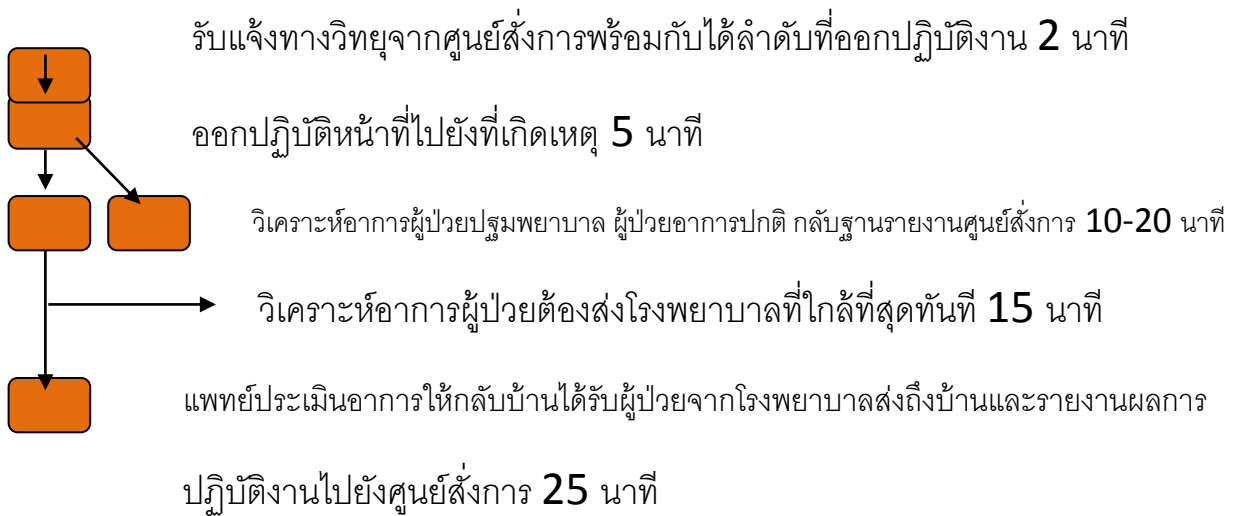 รับแจ้งทางวิทยุจากศูนย์สั่งการพร้อมกับได้ลำดับที่ออกปฏิบัติงาน 2 นาที
ออกปฏิบัติหน้าที่ไปยังที่เกิดเหตุ 5 นาที
วิเคราะห์อาการผู้ป่วยปฐมพยาบาล ผู้ป่วยอาการปกติ กลับฐานรายงานศูนย์สั่งการ 10-20 นาที
วิเคราะห์อาการผู้ป่วยต้องส่งโรงพยาบาลที่ใกล้ที่สุดทันที 15 นาที
แพทย์ประเมินอาการให้กลับบ้านได้รับผู้ป่วยจากโรงพยาบาลส่งถึงบ้านและรายงานผลการ
ปฏิบัติงานไปยังศูนย์สั่งการ 25 นาที